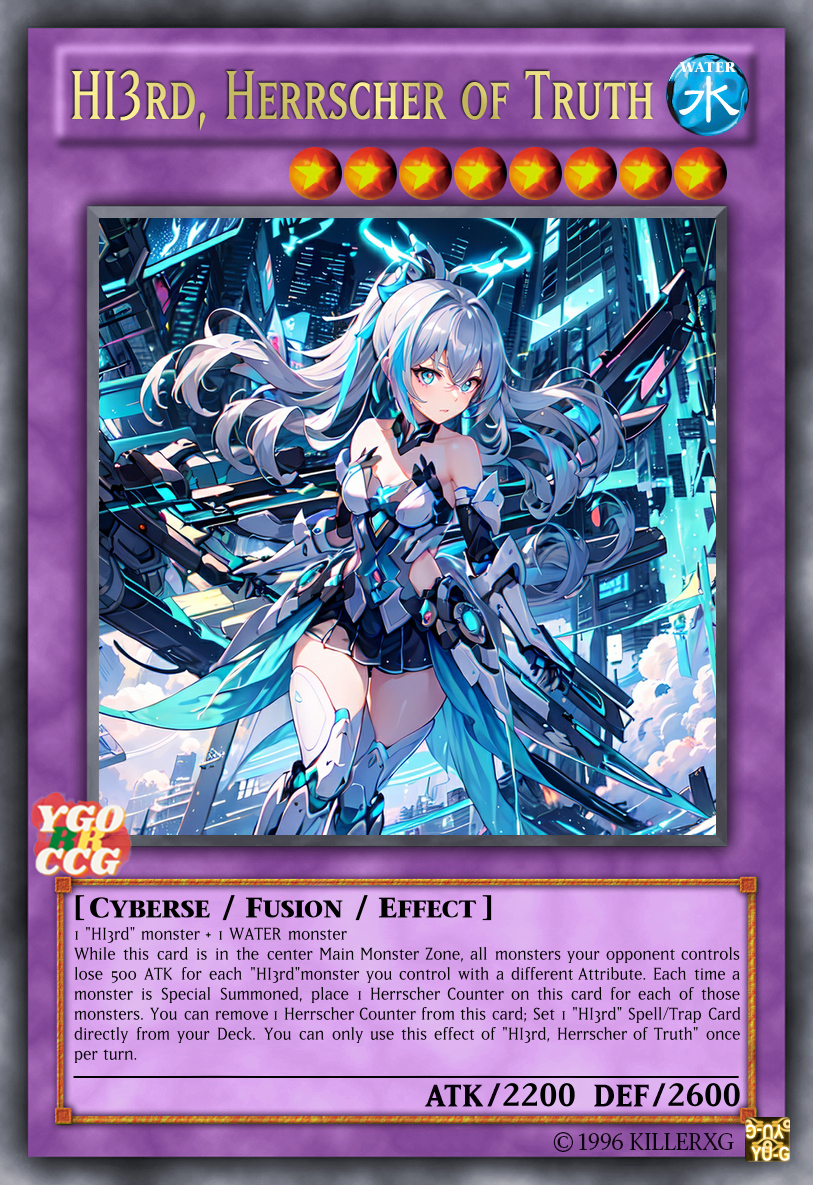 HI3rd, Herrscher of Truth
WATER
水
YGO
BR
CCG
[ Cyberse / Fusion / Effect ]
1 "HI3rd" monster + 1 WATER monster
While this card is in the center Main Monster Zone, all monsters your opponent controls
lose 500 ATK for each "HI3rd"monster you control with a different Attribute. Each time a
monster is Special Summoned, place 1 Herrscher Counter on this card for each of those
monsters. You can remove 1 Herrscher Counter from this card; Set 1 "HI3rd" Spell/Trap Card
directly from your Deck. You can only use this effect of "HI3rd, Herrscher of Truth" once
per turn.
ATK/2200 DEF/2600
© 1996 KILLERXG